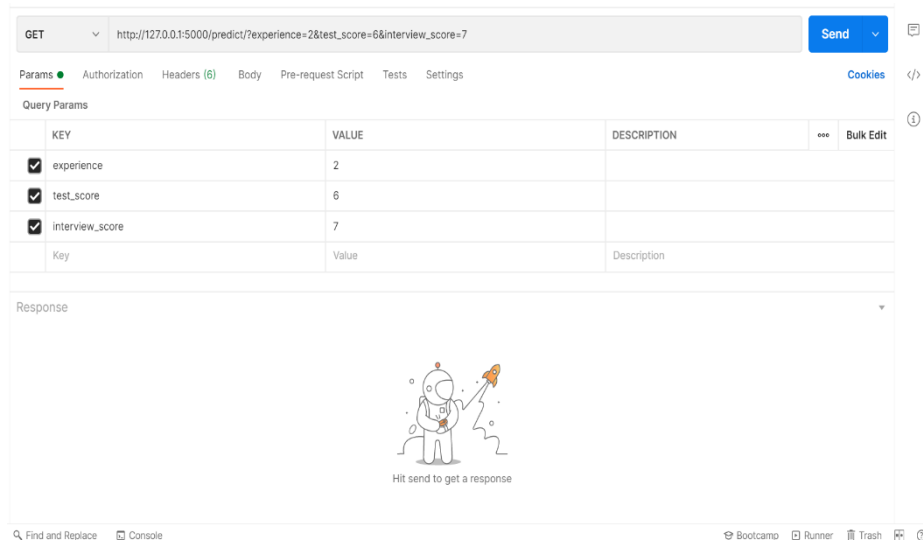 GET http://127.0.0.1:5000/predict/?experience=2&test_score=6&interview_score=7 Send
Params Authorization Headers (6) Body Pre-request Script Tests Settings Cookies
Query Params
KEY VALUE DESCRIPTION Bulk Edit
experience 2
test_score 6
interview_score 7
Key Value Description
Response
Hit send to get a response
Find and Replace Console Bootcamp Runner Trash